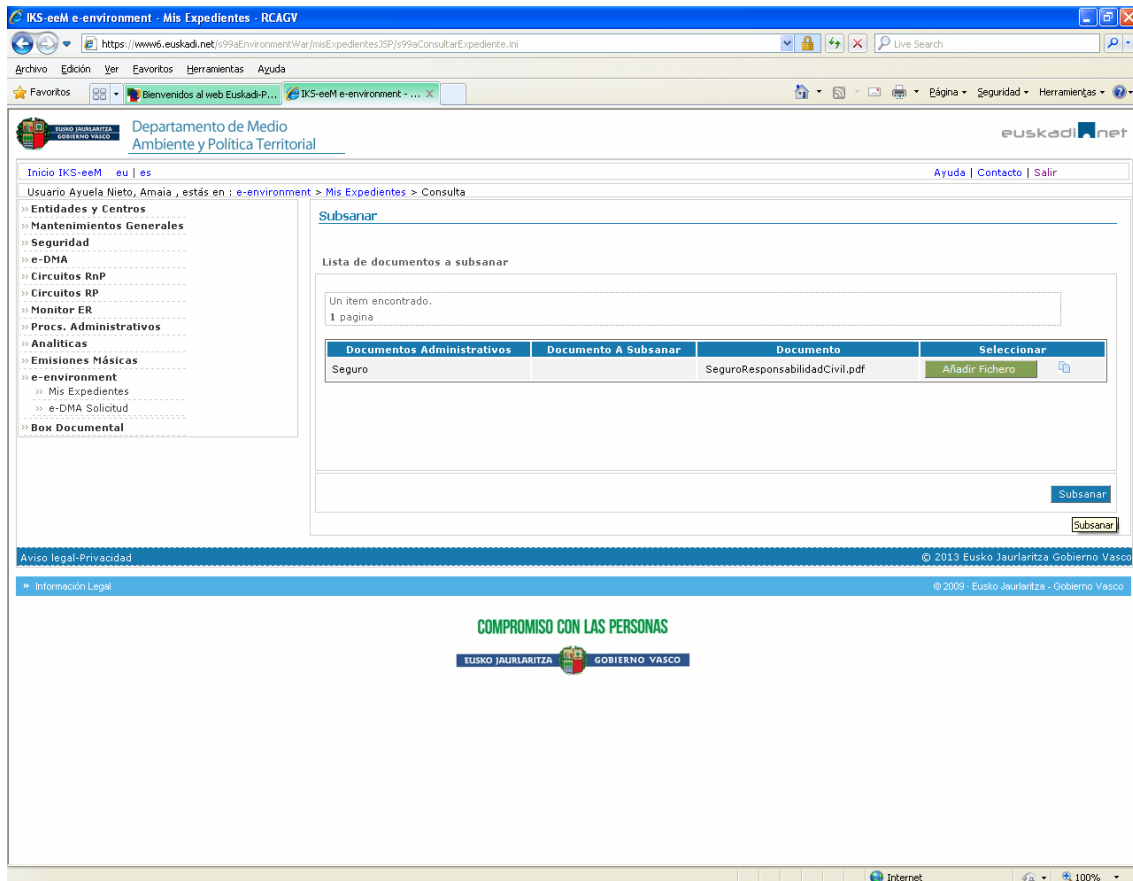 IKS-eeM e-environment - Mis Expedientes - RCAGV
https://www6.euskadi.net/s99aEnvironmentWar/misExpedientesJSP/s99aConsultarExpediente.ini
Live Search
Archivo Edición Ver Favoritos Herramientas Ayuda
Favoritos Bienvenidos al web Euskadi-P... IKS-eeM e-environment - ... Página Seguridad Herramientas
EUSKO JAURLARITZA
GOBIERNO VASCO
Departamento de Medio
Ambiente y Política Territorial
euskadi.net
Inicio IKS-eeM eu | es Ayuda | Contacto | Salir
Usuario Ayuela Nieto, Amaia , estás en : e-environment > Mis Expedientes > Consulta
» Entidades y Centros
» Mantenimientos Generales
» Seguridad
» e-DMA
» Circuitos RnP
» Circuitos RP
» Monitor ER
» Procs. Administrativos
» Analíticas
» Emisiones Másicas
» e-environment
» Mis Expedientes
» e-DMA Solicitud
» Box Documental
Subsanar
Lista de documentos a subsanar
Un item encontrado.
1 pagina
Documentos Administrativos Documento A Subsanar Documento Seleccionar
Seguro SeguroResponsabilidadCivil.pdf Añadir Fichero
Subsanar
Subsanar
Aviso legal-Privacidad © 2013 Eusko Jaurlaritza Gobierno Vasco
» Información Legal © 2009 - Eusko Jaurlaritza - Gobierno Vasco
COMPROMISO CON LAS PERSONAS
EUSKO JAURLARITZA GOBIERNO VASCO
Internet 100%